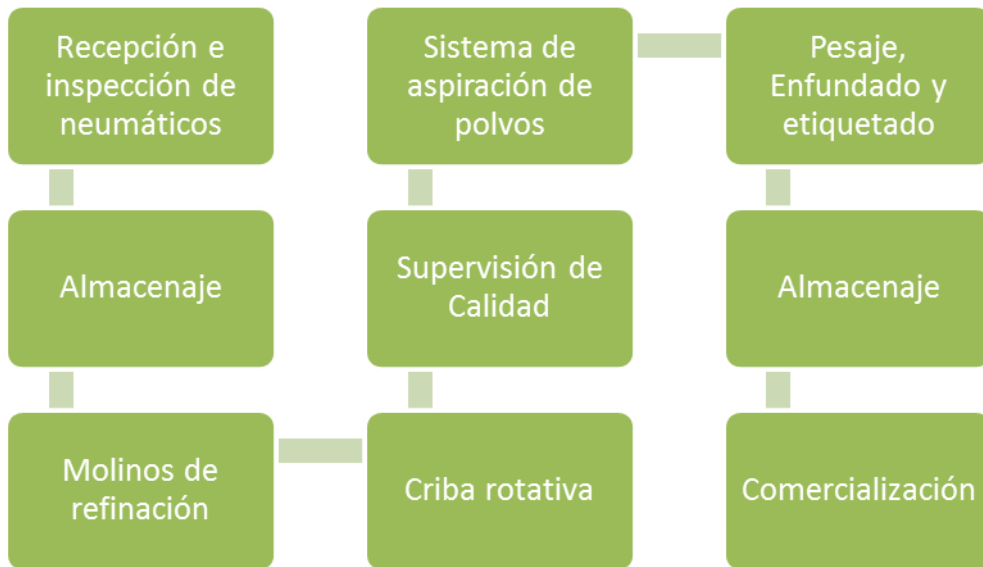 Recepción e
inspección de
neumáticos
Almacenaje
Molinos de
refinación
Criba rotativa
Supervisión de
Calidad
Sistema de
aspiración de
polvos
Pesaje,
Enfundado y
etiquetado
Almacenaje
Comercialización